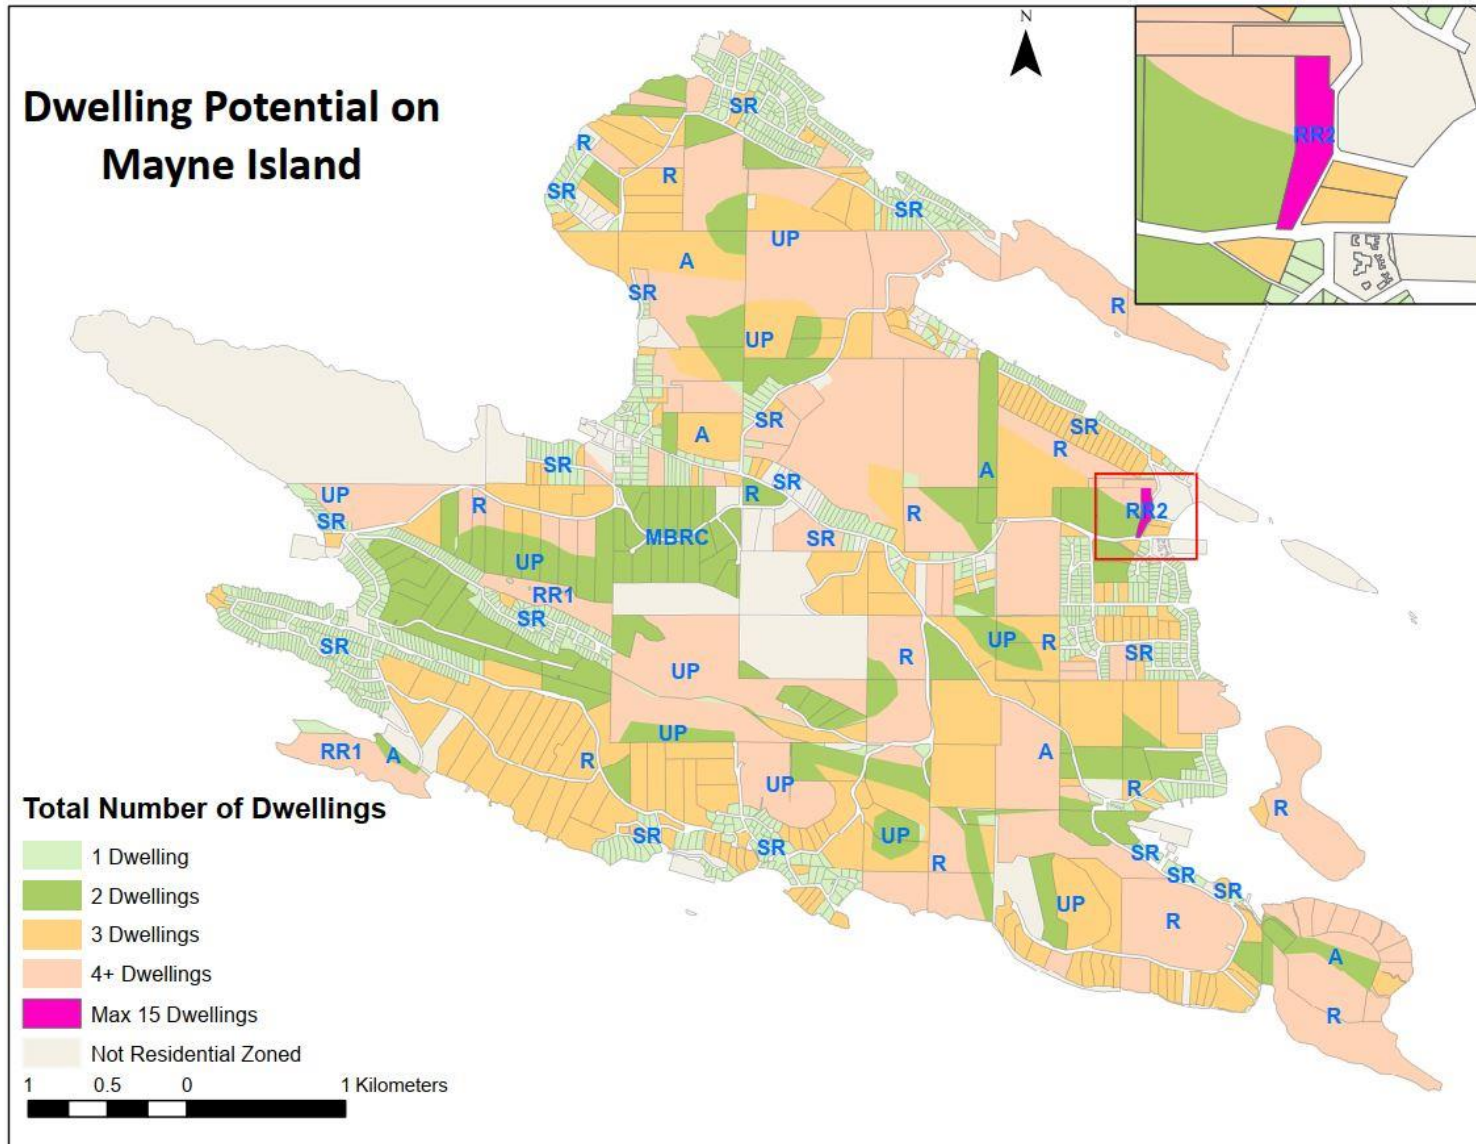 Dwelling Potential on
Mayne Island
N
SR
R
R
SR
SR
UP
A
SR
R
UP
SR
A
SR
R
SR
SR
A
UP
R
R
R
RR2
SR
MBRC
SR
UP
RR1
SR
UP
R
SR
R
SR
UP
UP
RR1
A
R
A
UP
R
R
SR
SR
UP
R
SR
SR
SR
UP
R
A
R
RR2
Total Number of Dwellings
1 Dwelling
2 Dwellings
3 Dwellings
4+ Dwellings
Max 15 Dwellings
Not Residential Zoned
1 0.5 0 1 Kilometers